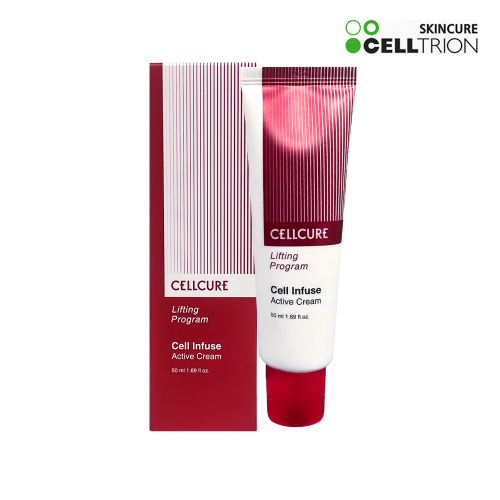 SKINCURE
CELLTRION
CELLCURE
Lifting
Program
Cell Infuse
Active Cream
50 ml 1.69 fl.oz.
CELLCURE
Lifting
Program
Cell Infuse
Active Cream
50 ml 1.69 fl.oz.